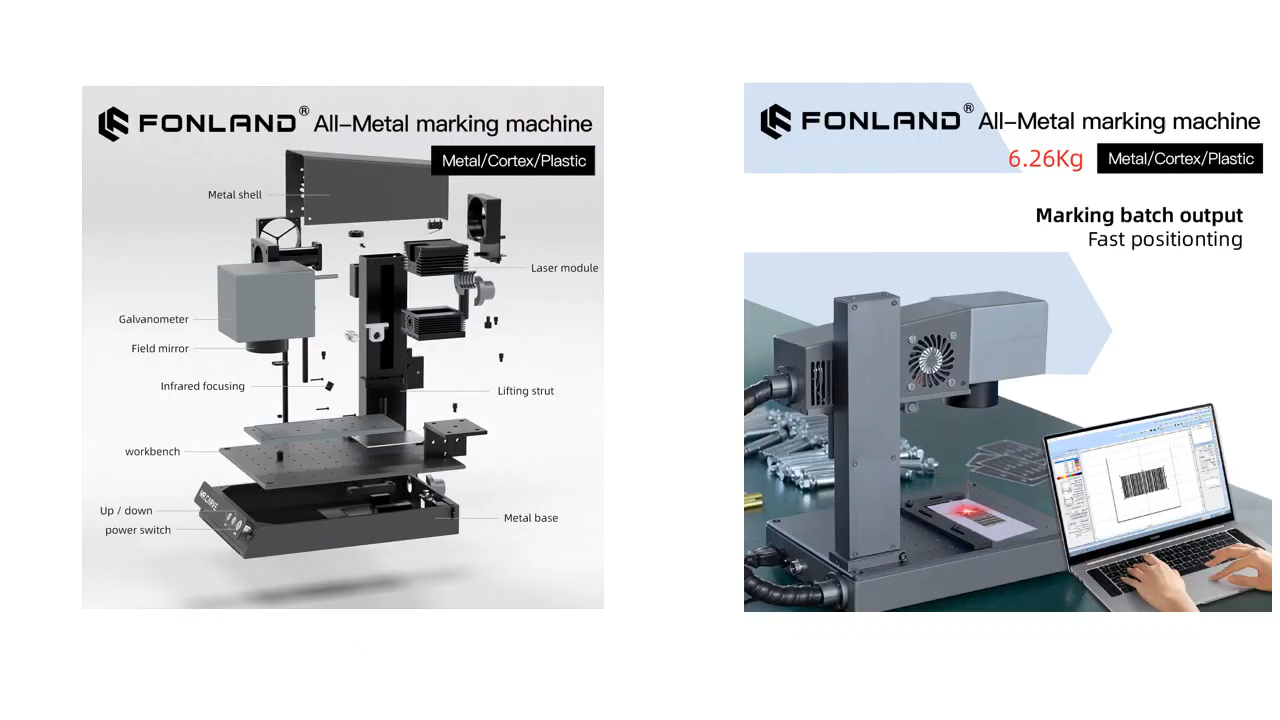 FONLAND® All-Metal marking machine
Metal/Cortex/Plastic
Metal shell
Laser module
Galvanometer
Field mirror
Infrared focusing
Lifting strut
workbench
MR.CARVE
Up / down
power switch
Metal base
FONLAND® All-Metal marking machine
6.26Kg Metal/Cortex/Plastic
Marking batch output
Fast positionting